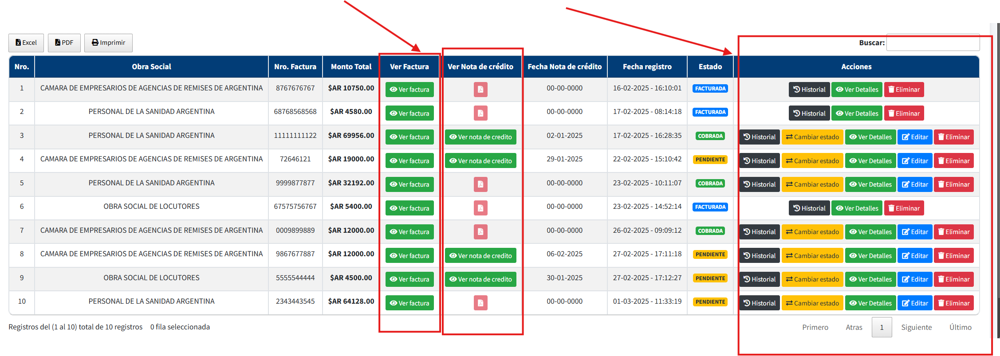 Excel PDF Imprimir Buscar:
Nro. Obra Social Nro. Factura Monto Total Ver Factura Ver Nota de crédito Fecha Nota de crédito Fecha registro Estado Acciones
1 CAMARA DE EMPRESARIOS DE AGENCIAS DE REMISES DE ARGENTINA 8767676767 $AR 10750.00 Ver factura 00-00-0000 16-02-2025 - 16:10:01 FACTURADA Historial Ver Detalles Eliminar
2 PERSONAL DE LA SANIDAD ARGENTINA 68768568568 $AR 4580.00 Ver factura 00-00-0000 17-02-2025 - 08:14:18 FACTURADA Historial Ver Detalles Eliminar
3 PERSONAL DE LA SANIDAD ARGENTINA 11111111122 $AR 69956.00 Ver factura Ver nota de credito 02-01-2025 17-02-2025 - 16:28:35 COBRADA Historial Cambiar estado Ver Detalles Editar Eliminar
4 CAMARA DE EMPRESARIOS DE AGENCIAS DE REMISES DE ARGENTINA 72646121 $AR 19000.00 Ver factura Ver nota de credito 29-01-2025 22-02-2025 - 15:10:42 PENDIENTE Historial Cambiar estado Ver Detalles Editar Eliminar
5 PERSONAL DE LA SANIDAD ARGENTINA 9999877877 $AR 32192.00 Ver factura 00-00-0000 23-02-2025 - 10:11:07 COBRADA Historial Cambiar estado Ver Detalles Editar Eliminar
6 OBRA SOCIAL DE LOCUTORES 67575756767 $AR 5400.00 Ver factura 00-00-0000 23-02-2025 - 14:52:14 FACTURADA Historial Ver Detalles Eliminar
7 CAMARA DE EMPRESARIOS DE AGENCIAS DE REMISES DE ARGENTINA 0009899889 $AR 12000.00 Ver factura 00-00-0000 26-02-2025 - 09:09:12 COBRADA Historial Cambiar estado Ver Detalles Editar Eliminar
8 CAMARA DE EMPRESARIOS DE AGENCIAS DE REMISES DE ARGENTINA 9867677887 $AR 12000.00 Ver factura Ver nota de credito 06-02-2025 27-02-2025 - 17:11:18 PENDIENTE Historial Cambiar estado Ver Detalles Editar Eliminar
9 OBRA SOCIAL DE LOCUTORES 5555544444 $AR 4500.00 Ver factura Ver nota de credito 30-01-2025 27-02-2025 - 17:12:27 PENDIENTE Historial Cambiar estado Ver Detalles Editar Eliminar
10 PERSONAL DE LA SANIDAD ARGENTINA 2343443545 $AR 64128.00 Ver factura 00-00-0000 01-03-2025 - 11:33:19 PENDIENTE Historial Cambiar estado Ver Detalles Editar Eliminar
Registros del (1 al 10) total de 10 registros 0 fila seleccionada Primero Atras 1 Siguiente Último